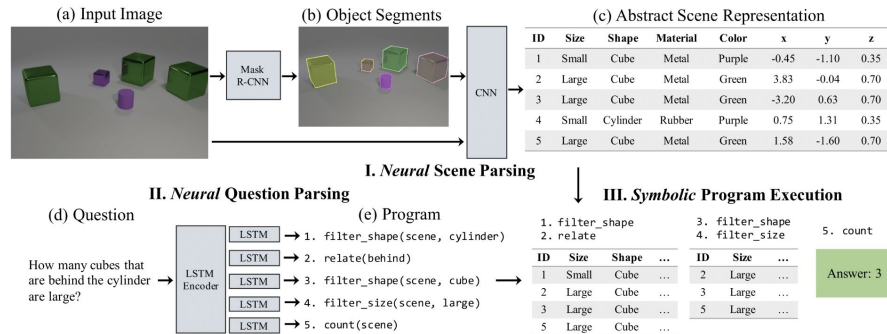 (a) Input Image
(b) Object Segments
(c) Abstract Scene Representation
Mask
R-CNN
CNN
ID Size Shape Material Color x y z
1 Small Cube Metal Purple -0.45 -1.10 0.35
2 Large Cube Metal Green 3.83 -0.04 0.70
3 Large Cube Metal Green -3.20 0.63 0.70
4 Small Cylinder Rubber Purple 0.75 1.31 0.35
5 Large Cube Metal Green 1.58 -1.60 0.70
I. Neural Scene Parsing
II. Neural Question Parsing
III. Symbolic Program Execution
(d) Question
How many cubes that
are behind the cylinder
are large?
LSTM
Encoder
(e) Program
LSTM 1. filter_shape(scene, cylinder)
LSTM 2. relate(behind)
LSTM 3. filter_shape(scene, cube)
LSTM 4. filter_size(scene, large)
LSTM 5. count(scene)
1. filter_shape
2. relate
ID Size Shape ...
1 Small Cube ...
2 Large Cube ...
3 Large Cube ...
5 Large Cube ...
3. filter_shape
4. filter_size
ID Size ...
2 Large ...
3 Large ...
5 Large ...
5. count
Answer: 3